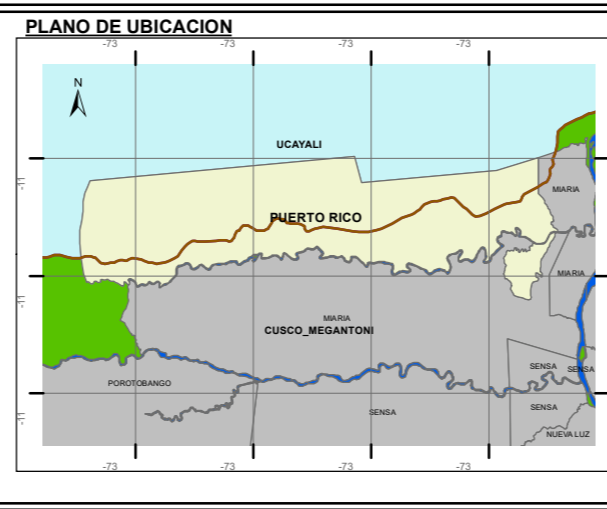 PLANO DE UBICACION
-73 -73 -73 -73
N
UCAYALI
-11
MIARIA
PUERTO RICO
MIARIA
-11
MIARIA
CUSCO_MEGANTONI
SENSA SENSA
POROTOBANGO
-11
SENSA
SENSA
NUEVA LUZ
-73 -73 -73 -73